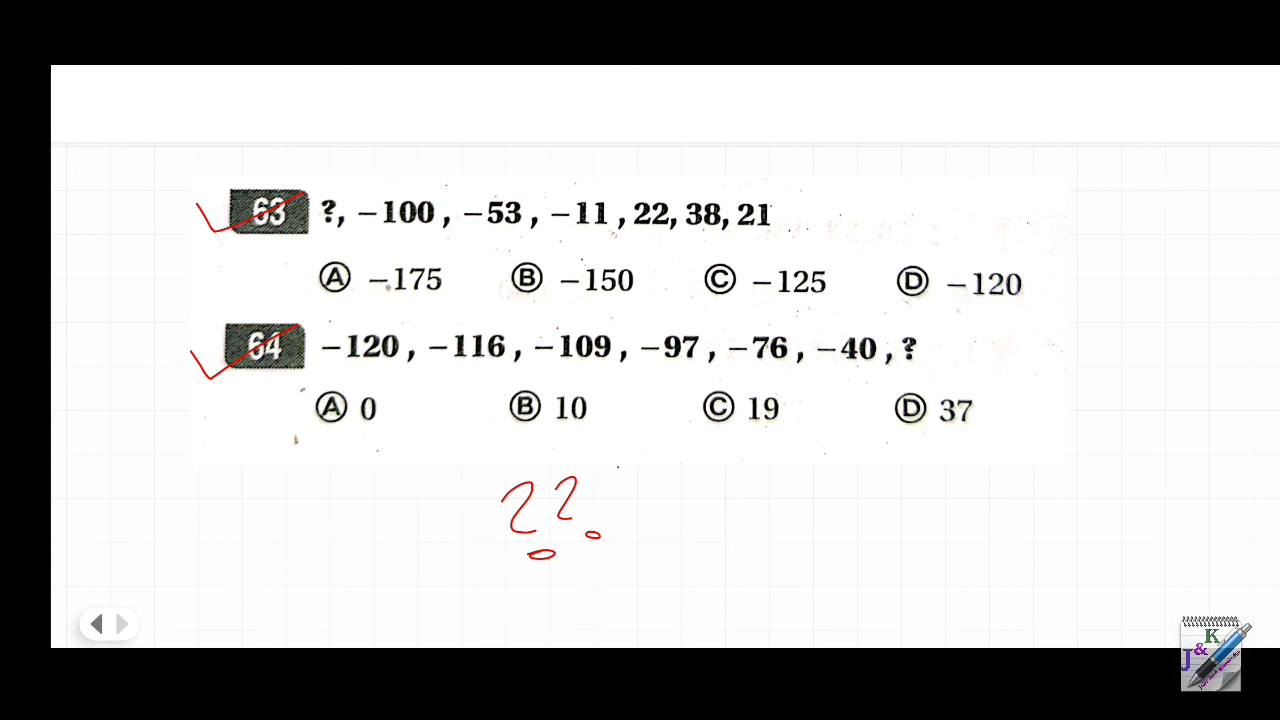 63 ?, −100 , −53 , −11 , 22, 38, 21
Ⓐ −175 Ⓑ −150 Ⓒ −125 Ⓓ −120
64 −120 , −116 , −109 , −97 , −76 , −40 , ?
Ⓐ 0 Ⓑ 10 Ⓒ 19 Ⓓ 37
??
J & K